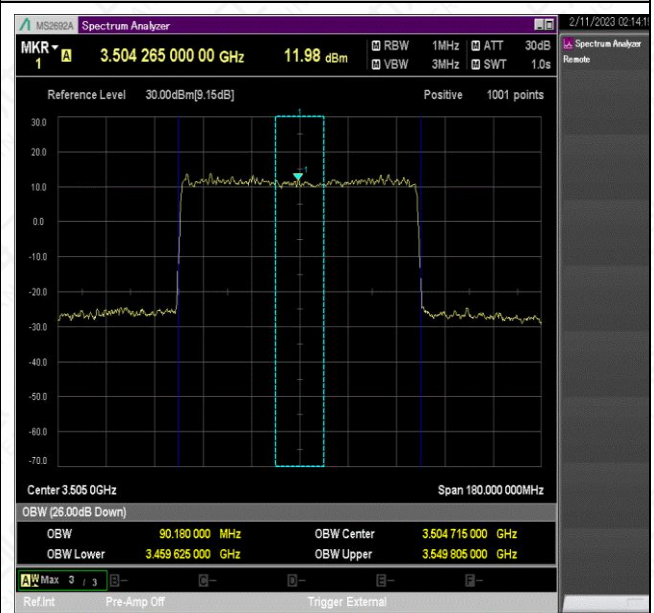 MS2692A Spectrum Analyzer
2/11/2023 02:14:1
MKR A 3.504 265 000 00 GHz 11.98 dBm M RBW 1MHz M ATT 30dB
1 M VBW 3MHz M SWT 1.0s
Spectrum Analyzer
Remote
Reference Level 30.00dBm[9.15dB] Positive 1001 points
1
30.0
20.0
1
10.0
0.0
-10.0
-20.0
-30.0
-40.0
-50.0
-60.0
-70.0
Center 3.505 0GHz Span 180.000 000MHz
OBW (26.00dB Down)
OBW 90.180 000 MHz OBW Center 3.504 715 000 GHz
OBW Lower 3.459 625 000 GHz OBW Upper 3.549 805 000 GHz
A W Max 3 / 3 B- C- D- E- F-
Ref.Int Pre-Amp Off Trigger External